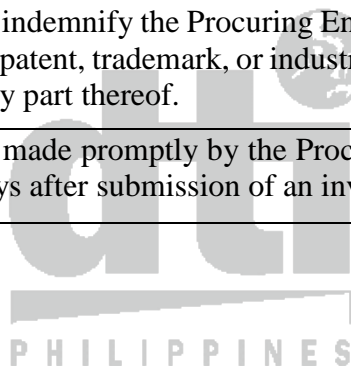 indemnify the Procuring En
patent, trademark, or industr
y part thereof.
made promptly by the Proc
ys after submission of an inv
dti
PHILIPPINES